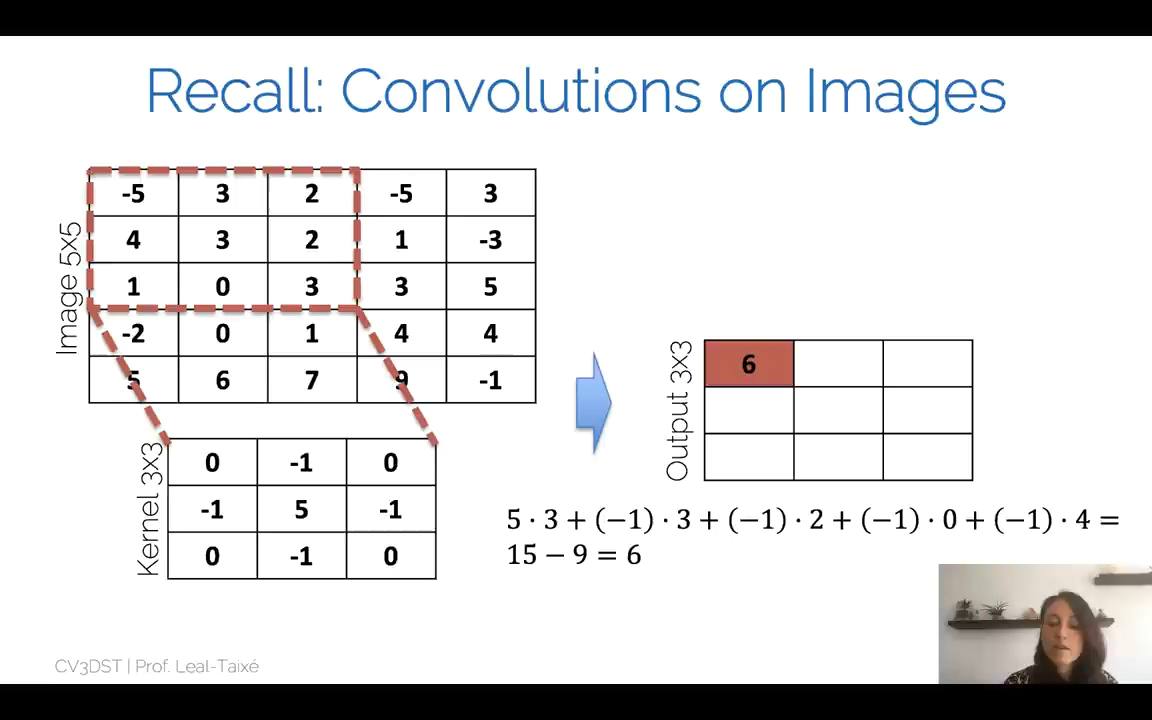 Recall: Convolutions on Images
Image 5x5
-5 3 2 -5 3
4 3 2 1 -3
1 0 3 3 5
-2 0 1 4 4
5 6 7 9 -1
Kernel 3x3
0 -1 0
-1 5 -1
0 -1 0
Output 3x3
6
5 · 3 + (−1) · 3 + (−1) · 2 + (−1) · 0 + (−1) · 4 =
15 − 9 = 6
CV3DST | Prof. Leal-Taixé